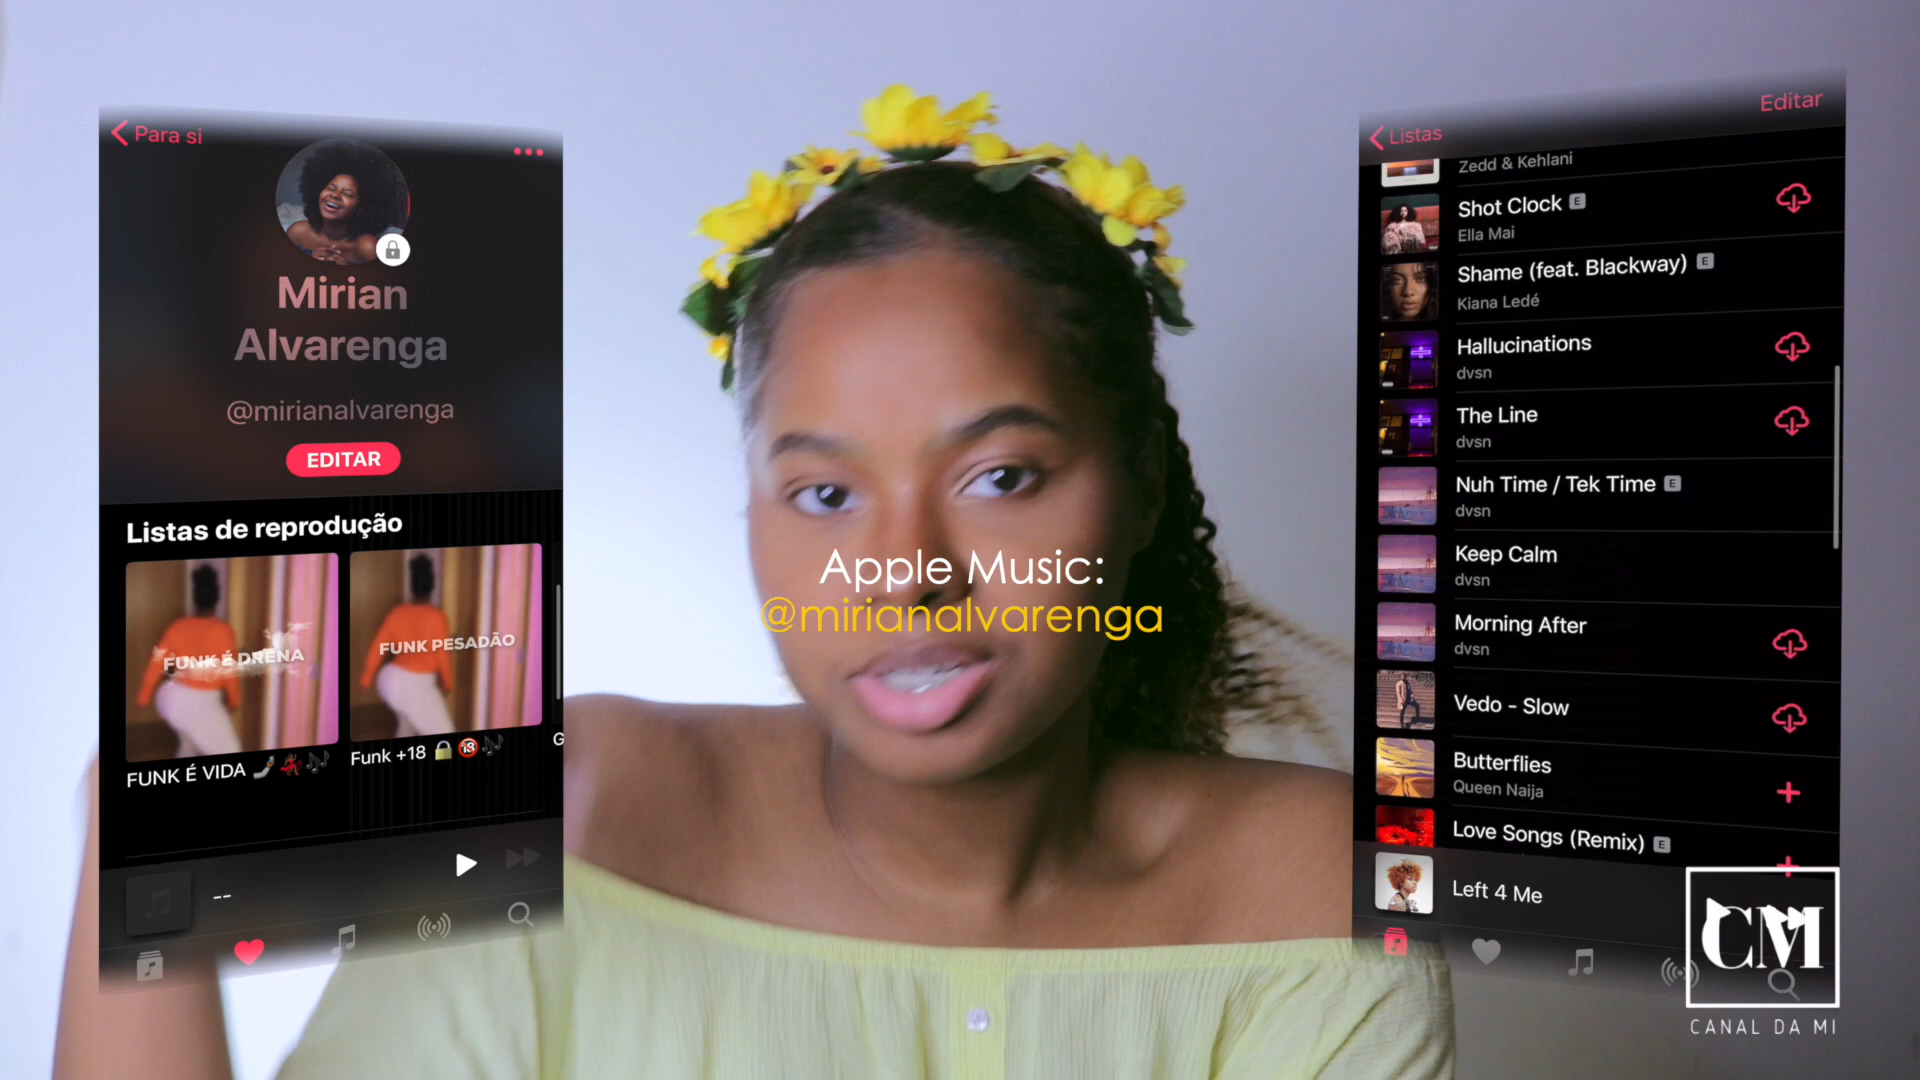 Para si
Mirian
Alvarenga
@mirianalvarenga
EDITAR
Listas de reprodução
FUNK É DRENA
FUNK PESADÃO
FUNK É VIDA
Funk +18
18
G
--
Apple Music:
@mirianalvarenga
Editar
Listas
Zedd & Kehlani
Shot Clock E
Ella Mai
Shame (feat. Blackway) E
Kiana Ledé
Hallucinations
dvsn
The Line
dvsn
Nuh Time / Tek Time E
dvsn
Keep Calm
dvsn
Morning After
dvsn
Vedo - Slow
Butterflies
Queen Naija
Love Songs (Remix) E
Left 4 Me
CM
CANAL DA MI